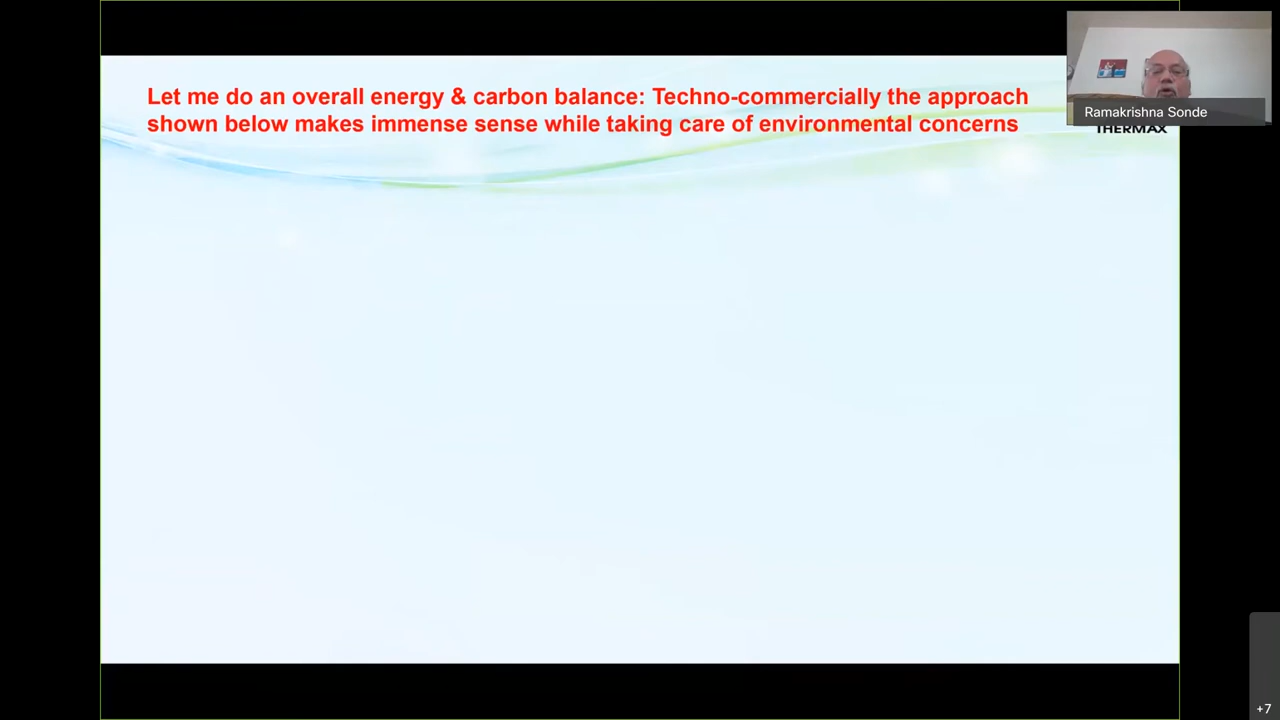 Let me do an overall energy & carbon balance: Techno-commercially the approach
shown below makes immense sense while taking care of environmental concerns
Ramakrishna Sonde
THERMAX
+7